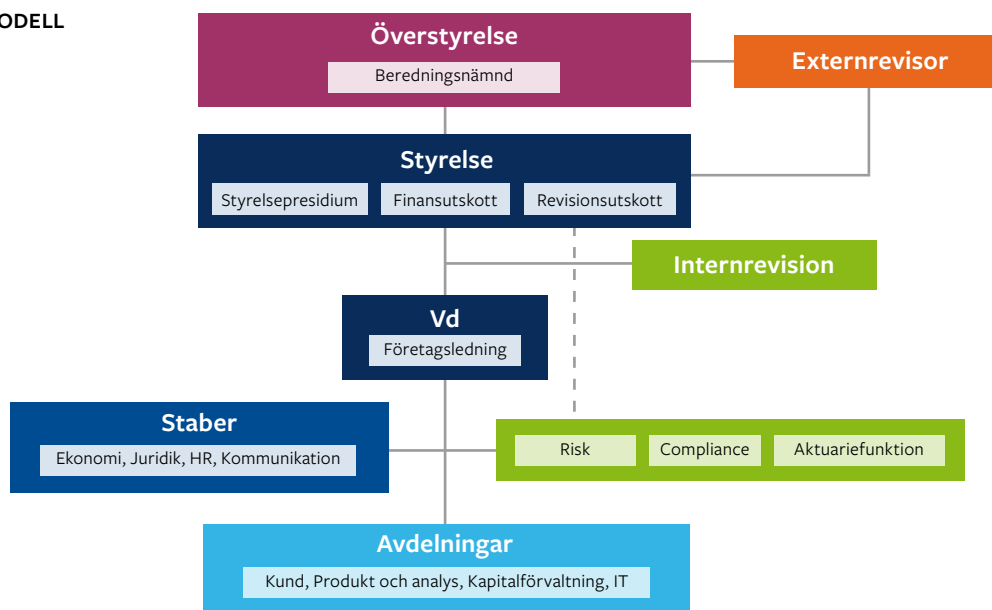 ODELL
Överstyrelse
Beredningsnämnd
Externrevisor
Styrelse
Styrelsepresidium
Finansutskott
Revisionsutskott
Internrevision
Vd
Företagsledning
Staber
Ekonomi, Juridik, HR, Kommunikation
Risk
Compliance
Aktuariefunktion
Avdelningar
Kund, Produkt och analys, Kapitalförvaltning, IT